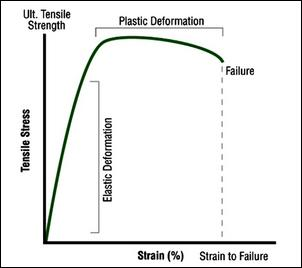 Ult. Tensile
Strength
Plastic Deformation
Failure
Elastic Deformation
Tensile Stress
Strain (%)
Strain to Failure